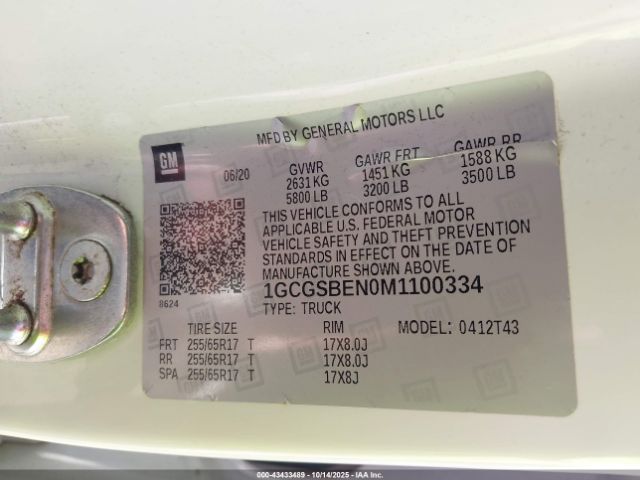 MFD BY GENERAL MOTORS LLC
GM
06/20
GVWR GAWR FRT GAWR RR
2631 KG 1451 KG 1588 KG
5800 LB 3200 LB 3500 LB
THIS VEHICLE CONFORMS TO ALL
APPLICABLE U.S. FEDERAL MOTOR
VEHICLE SAFETY AND THEFT PREVENTION
STANDARDS IN EFFECT ON THE DATE OF
MANUFACTURE SHOWN ABOVE.
8624
1GCGSBEN0M1100334
TYPE: TRUCK
TIRE SIZE RIM MODEL: 0412T43
FRT 255/65R17 T 17X8.0J
RR 255/65R17 T 17X8.0J
SPA 255/65R17 T 17X8J
000-43433489 - 10/14/2025 - IAA Inc.